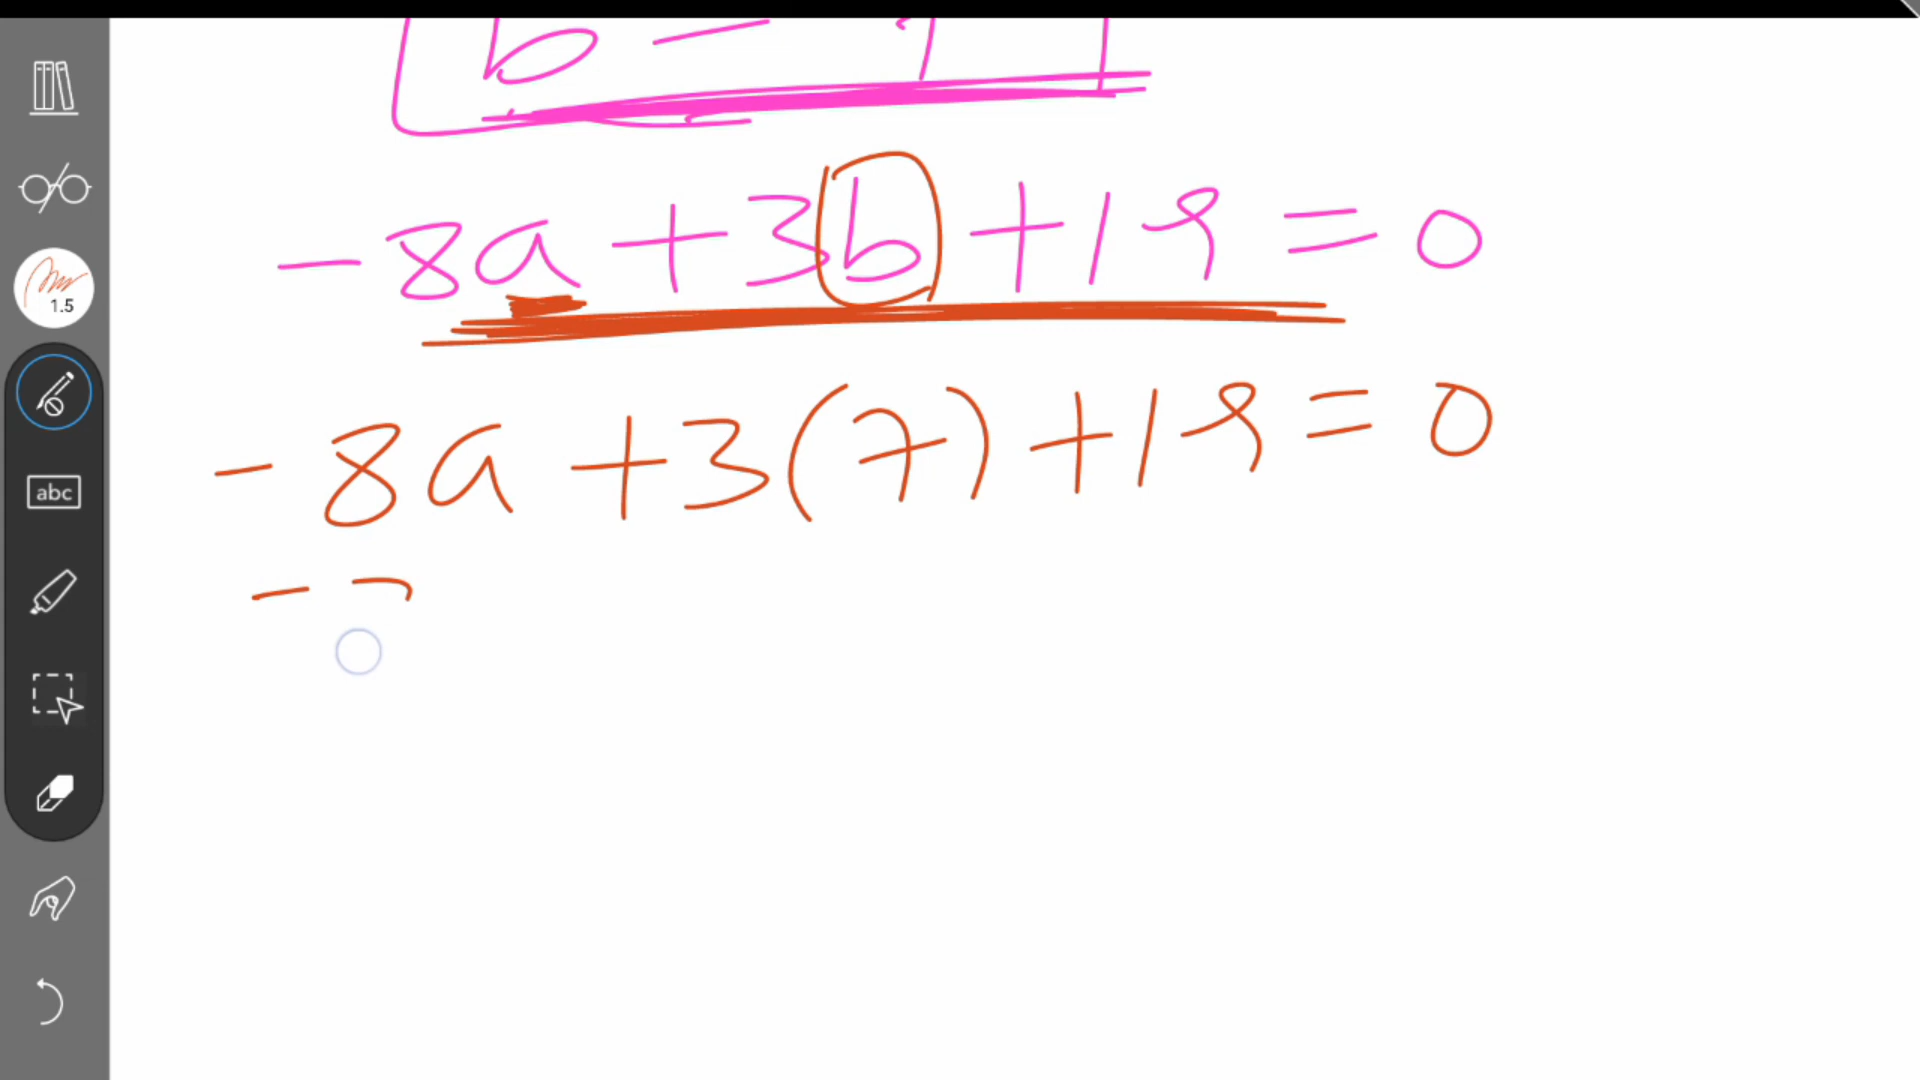 b = 7
-8a + 3b + 19 = 0
-8a + 3(7) + 19 = 0
-
abc
1.5